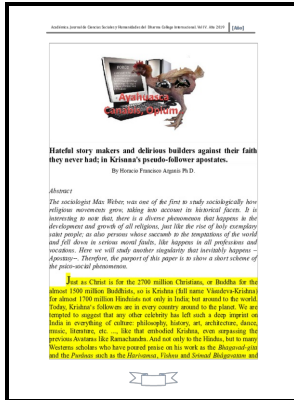 Académica. Journal de Ciencias Sociales y Humanidades del Dharma College Internacional. Vol IV. Año 2019 [Año]
Ayahuasca
Cannabis, Opium
Hateful story makers and delirious builders against their faith
they never had; in Krisnna's pseudo-follower apostates.
By Horacio Francisco Arganis Ph.D.
Abstract
The sociologist Max Weber, was one of the first to study sociologically how
religious movements grow, taking into account its historical facets. It is
interesting to note that, there is a diverse phenomenon that happens to the
development and growth of all religions, just like the rise of holy exemplary
saint people; as also persons whose succumb to the temptations of the world
and fell down in serious moral faults, like happens in all professions and
vocations. Here we will study another singularity that inevitably happens –
Apostasy–. Therefore, the purport of this paper is to show a short scheme of
the psico-social phenomenon.
Just as Christ is for the 2700 million Christians, or Buddha for the
almost 1500 million Buddhists, so is Krishna (full name Vāsudeva-Krishna)
for almost 1700 million Hinduists not only in India; but around to the world.
Today, Krishna's followers are in every country around to the planet. We are
tempted to suggest that any other celebrity has left such a deep imprint on
India in everything of culture: philosophy, history, art, architecture, dance,
music, literature, etc. ..., like that embodied Krishna, even surpassing the
previous Avataras like Ramachandra. And not only to the Hindus, but to many
Westerns scholars who have poured praise on his work as the Bhagavad-gita
and the Puránas such as the Harivamsa, Vishnu and Srimad Bhágavatam and